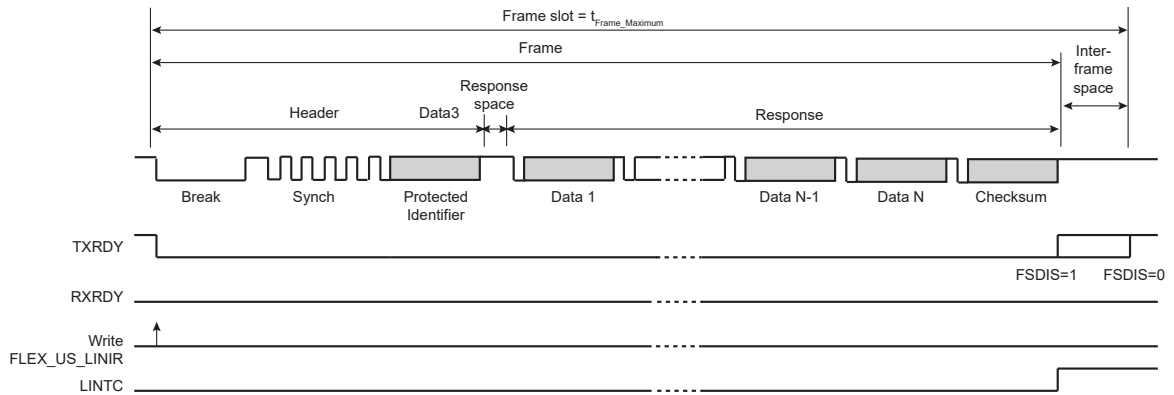 Frame slot = tFrame_Maximum
Frame
Inter-
frame
space
Response
space
Header
Data3
Response
Break
Synch
Protected
Identifier
Data 1
Data N-1
Data N
Checksum
TXRDY
FSDIS=1
FSDIS=0
RXRDY
Write
FLEX_US_LINIR
LINTC